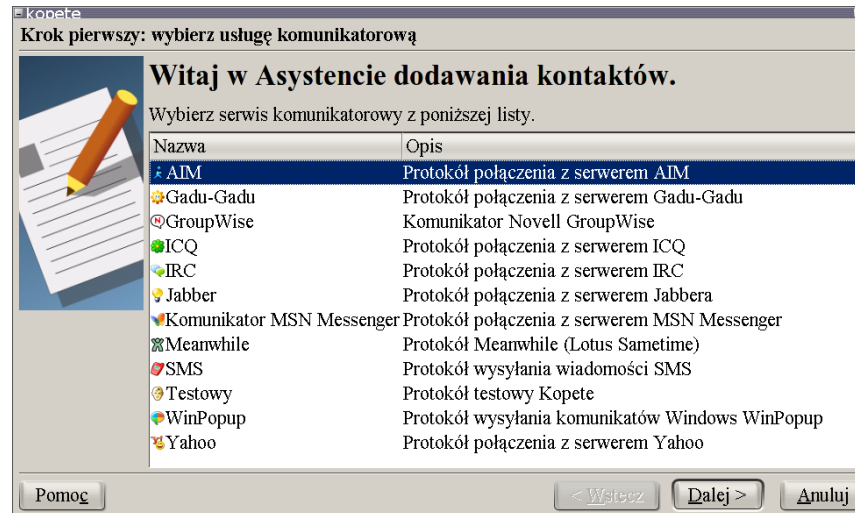 kopete
Krok pierwszy: wybierz usługę komunikatorową
Witaj w Asystencie dodawania kontaktów.
Wybierz serwis komunikatorowy z poniższej listy.
Nazwa Opis
AIM Protokół połączenia z serwerem AIM
Gadu-Gadu Protokół połączenia z serwerem Gadu-Gadu
GroupWise Komunikator Novell GroupWise
ICQ Protokół połączenia z serwerem ICQ
IRC Protokół połączenia z serwerem IRC
Jabber Protokół połączenia z serwerem Jabbera
Komunikator MSN Messenger Protokół połączenia z serwerem MSN Messenger
Meanwhile Protokół Meanwhile (Lotus Sametime)
SMS Protokół wysyłania wiadomości SMS
Testowy Protokół testowy Kopete
WinPopup Protokół wysyłania komunikatów Windows WinPopup
Yahoo Protokół połączenia z serwerem Yahoo
Pomoc < Wstecz Dalej > Anuluj